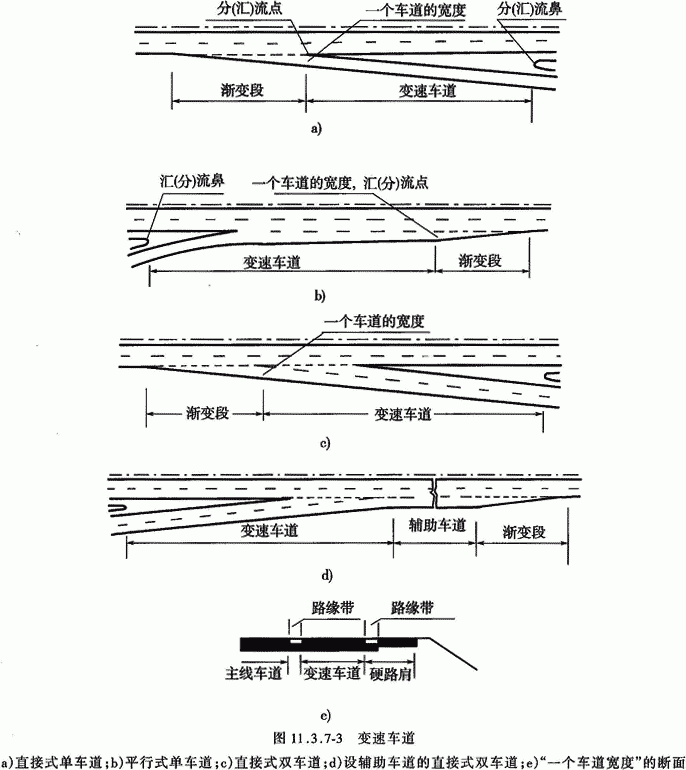 分(汇)流点 一个车道的宽度 分(汇)流鼻
渐变段 变速车道
a)
汇(分)流鼻 一个车道的宽度, 汇(分)流点
变速车道 渐变段
b)
一个车道的宽度
渐变段 变速车道
c)
变速车道 辅助车道 渐变段
d)
路缘带 路缘带
主线车道 变速车道 硬路肩
e)
图 11.3.7-3 变速车道
a)直接式单车道;b)平行式单车道;c)直接式双车道;d)设辅助车道的直接式双车道;e)“一个车道宽度”的断面